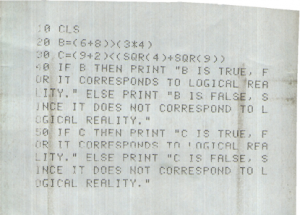 10 CLS
20 B=(6+8)>(3*4)
30 C=(9+2)<(SQR(4)+SQR(9))
40 IF B THEN PRINT "B IS TRUE, F
OR IT CORRESPONDS TO LOGICAL REA
LITY." ELSE PRINT "B IS FALSE, S
INCE IT DOES NOT CORRESPOND TO L
OGICAL REALITY."
50 IF C THEN PRINT "C IS TRUE, F
OR IT CORRESPONDS TO LOGICAL REA
LITY." ELSE PRINT "C IS FALSE, S
INCE IT DOES NOT CORRESPOND TO L
OGICAL REALITY."